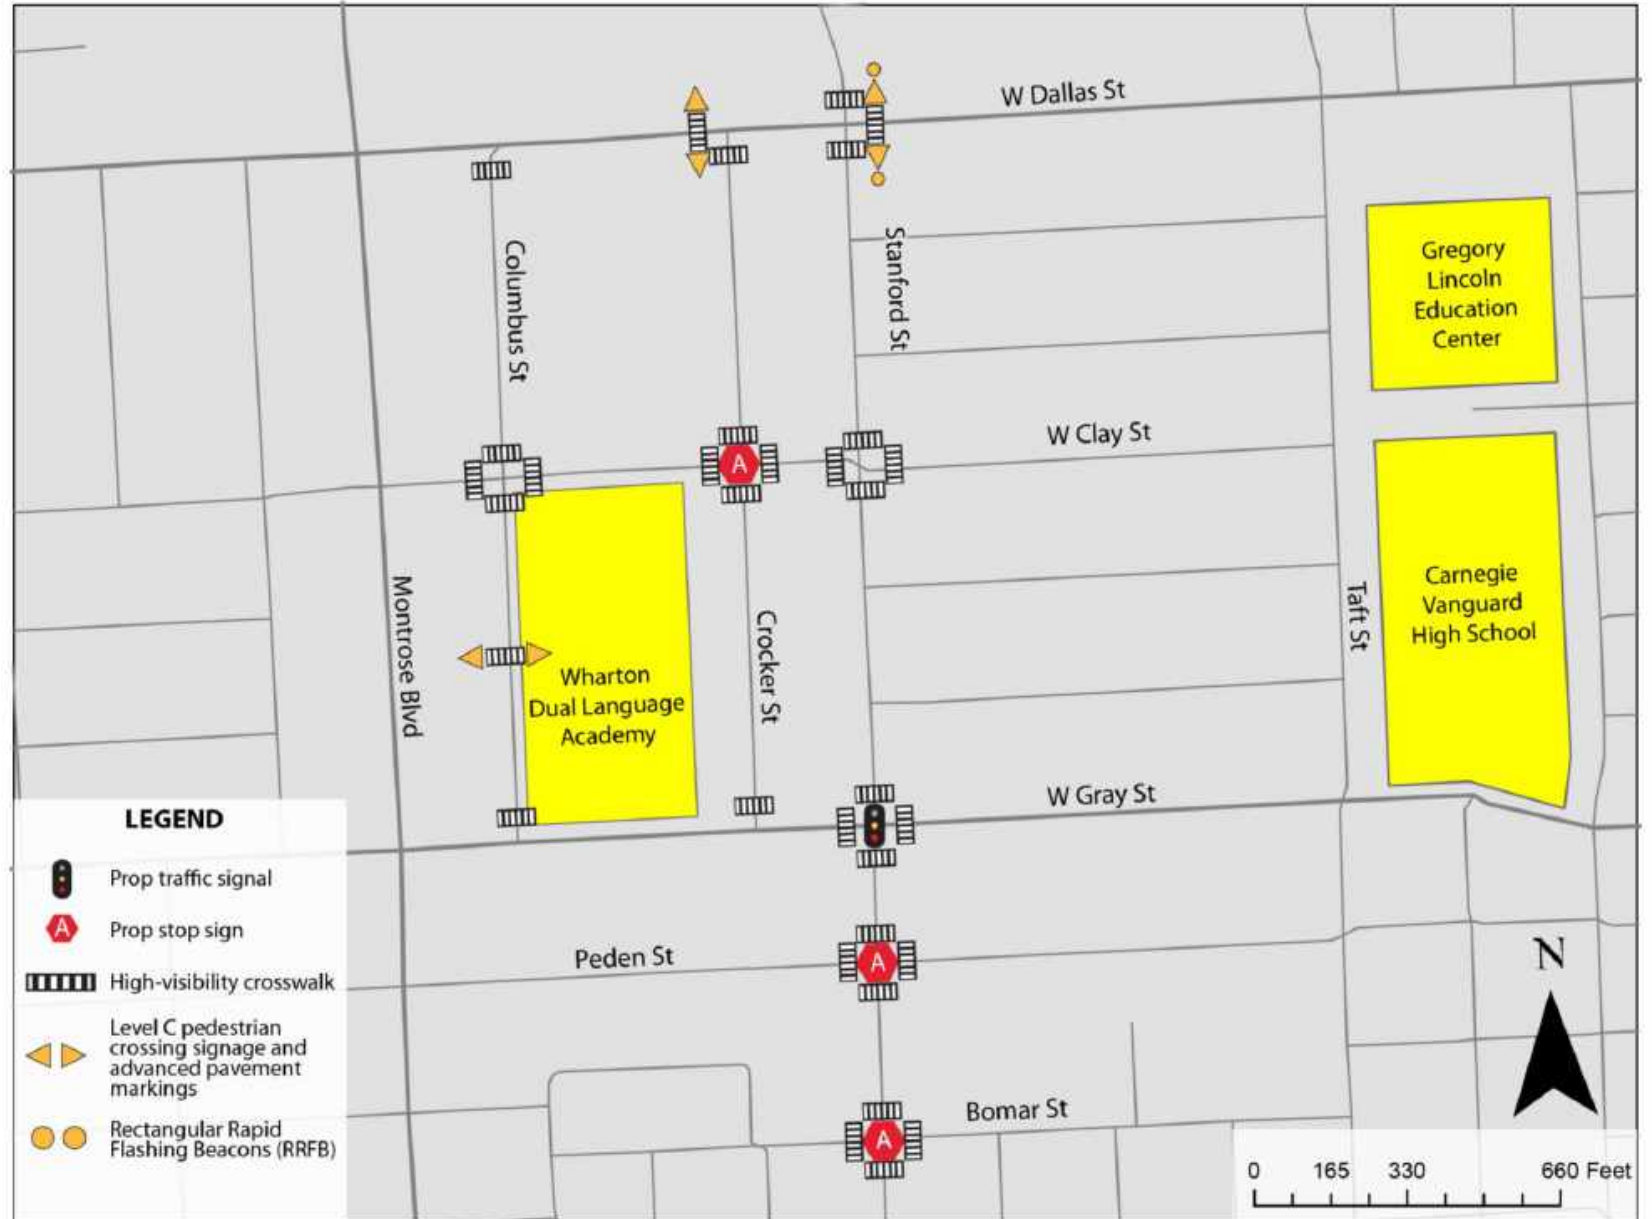 W Dallas St
Columbus St
Stanford St
Gregory
Lincoln
Education
Center
W Clay St
A
Montrose Blvd
Crocker St
Taft St
Carnegie
Vanguard
High School
Wharton
Dual Language
Academy
W Gray St
Peden St
A
Bomar St
A
N
LEGEND
Prop traffic signal
A
Prop stop sign
High-visibility crosswalk
Level C pedestrian
crossing signage and
advanced pavement
markings
Rectangular Rapid
Flashing Beacons (RRFB)
0 165 330 660 Feet